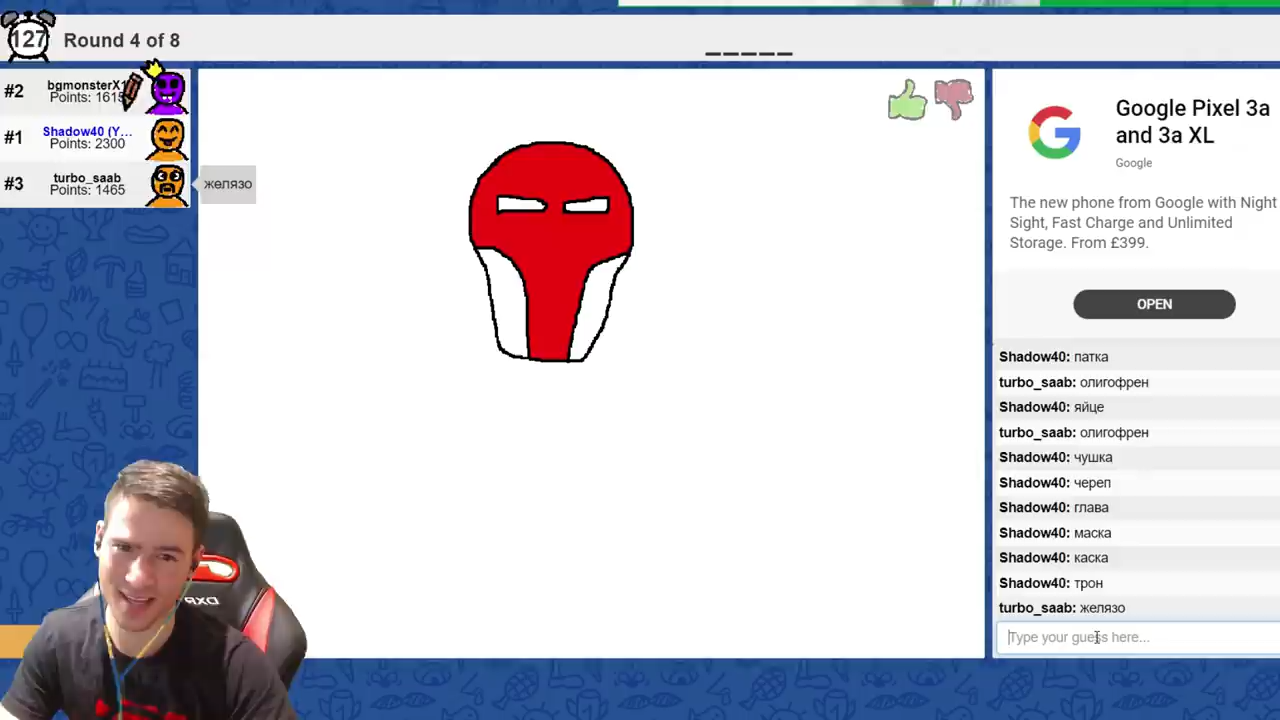 127
Round 4 of 8
_____
#2
bgmonsterX1
Points: 1615
#1
Shadow40 (Y...
Points: 2300
#3
turbo_saab
Points: 1465
желязо
Google Pixel 3a
and 3a XL
Google
The new phone from Google with Night
Sight, Fast Charge and Unlimited
Storage. From £399.
OPEN
Shadow40: патка
turbo_saab: олигофрен
Shadow40: яйце
turbo_saab: олигофрен
Shadow40: чушка
Shadow40: череп
Shadow40: глава
Shadow40: маска
Shadow40: каска
Shadow40: трон
turbo_saab: желязо
Type your guess here...